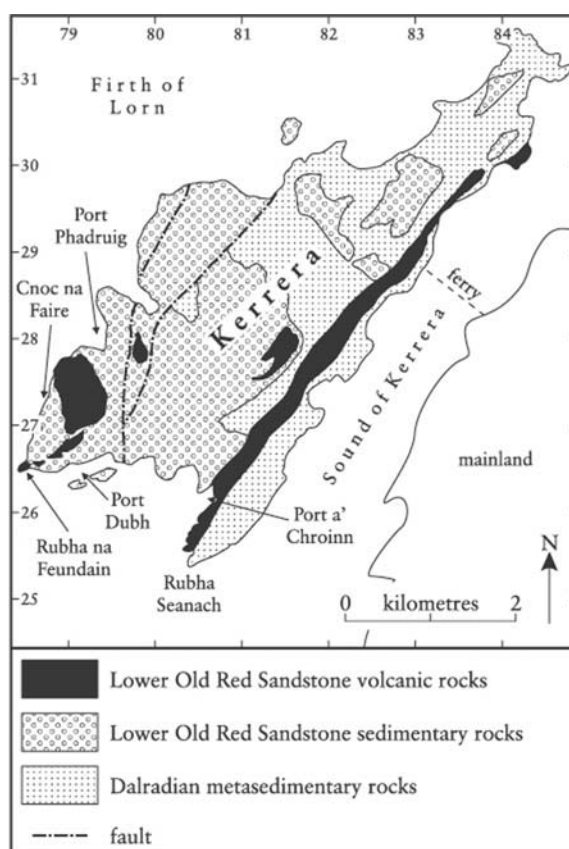 79 80 81 82 83 84
31
30
29
28
27
26
25
Firth of
Lorn
Port
Phadruig
Cnoc na
Faire
Kerrera
ferry
Sound of Kerrera
mainland
Port
Dubh
Rubha na
Feundain
Port a'
Chroinn
Rubha
Seanach
N
0 kilometres 2
Lower Old Red Sandstone volcanic rocks
Lower Old Red Sandstone sedimentary rocks
Dalradian metasedimentary rocks
fault